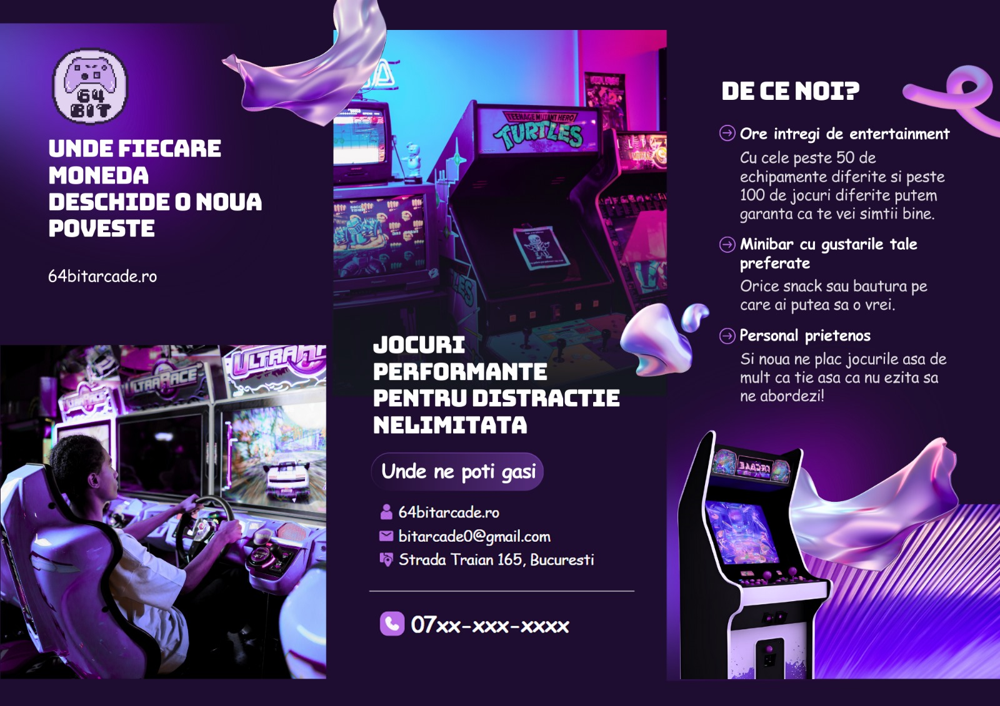 64
BIT
UNDE FIECARE
MONEDA
DESCHIDE O NOUA
POVESTE
64bitarcade.ro
ULTRARACE
ULTRARACE
TEENAGE MUTANT HERO
TURTLES
MORTAL KOMBAT
JOCURI
PERFORMANTE
PENTRU DISTRACTIE
NELIMITATA
Unde ne poti gasi
64bitarcade.ro
bitarcade0@gmail.com
Strada Traian 165, Bucuresti
07xx-xxx-xxxx
DE CE NOI?
Ore intregi de entertainment
Cu cele peste 50 de
echipamente diferite si peste
100 de jocuri diferite putem
garanta ca te vei simtii bine.
Minibar cu gustarile tale
preferate
Orice snack sau bautura pe
care ai putea sa o vrei.
Personal prietenos
Si noua ne plac jocurile asa de
mult ca tie asa ca nu ezita sa
ne abordezi!